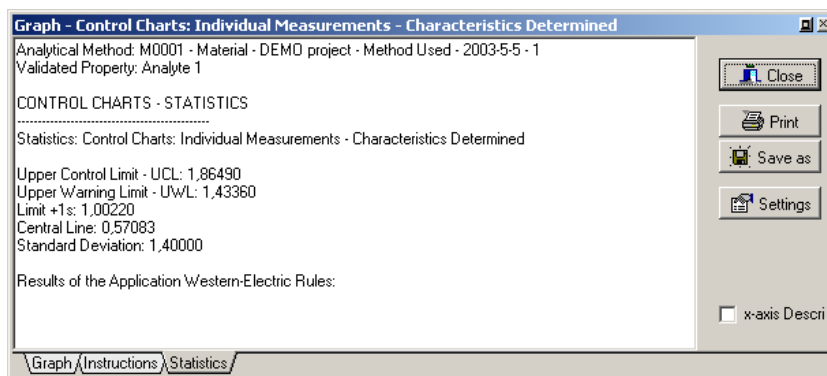 Graph - Control Charts: Individual Measurements - Characteristics Determined
Analytical Method: M0001 - Material - DEMO project - Method Used - 2003-5-5 - 1
Validated Property: Analyte 1
CONTROL CHARTS - STATISTICS
------------------------------------------------
Statistics: Control Charts: Individual Measurements - Characteristics Determined
Upper Control Limit - UCL: 1,86490
Upper Warning Limit - UWL: 1,43360
Limit +1s: 1,00220
Central Line: 0,57083
Standard Deviation: 1,40000
Results of the Application Western-Electric Rules:
Close
Print
Save as
Settings
x-axis Descri
Graph Instructions Statistics